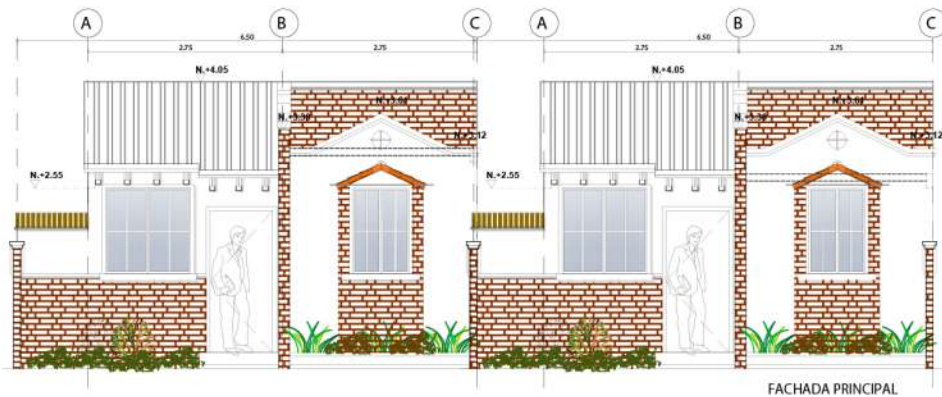 A B C A B C
6.50 6.50
2.75 2.75 2.75 2.75
N.+4.05 N.+4.05
N.+2.55 N.+2.55
FACHADA PRINCIPAL